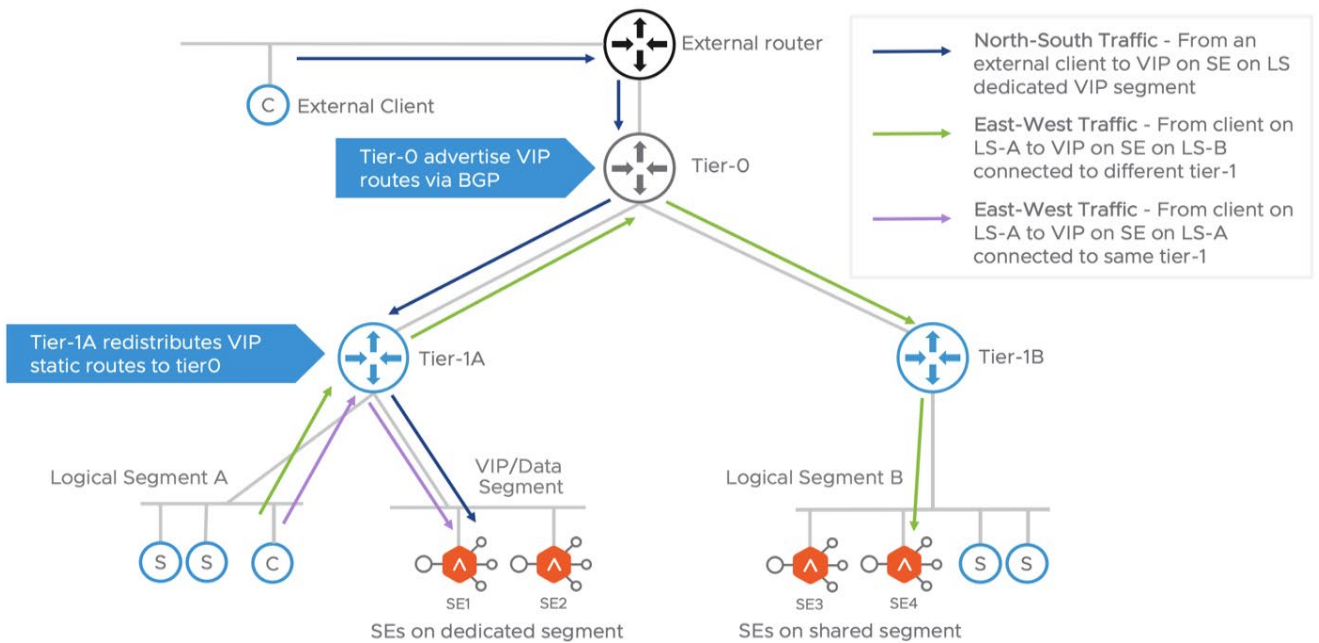 External router
C
External Client
North-South Traffic - From an
external client to VIP on SE on LS
dedicated VIP segment
East-West Traffic - From client on
LS-A to VIP on SE on LS-B
connected to different tier-1
East-West Traffic - From client on
LS-A to VIP on SE on LS-A
connected to same tier-1
Tier-0 advertise VIP
routes via BGP
Tier-0
Tier-1A redistributes VIP
static routes to tier0
Tier-1A
Tier-1B
Logical Segment A
VIP/Data
Segment
Logical Segment B
S
S
C
S
S
SE1
SE2
SE3
SE4
SEs on dedicated segment
SEs on shared segment